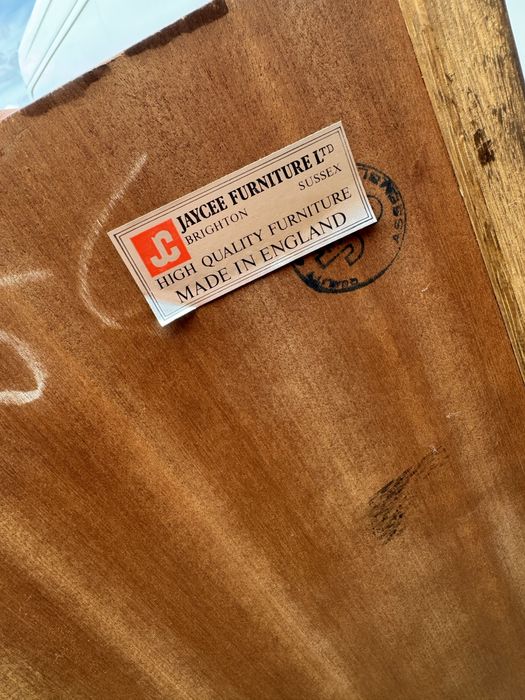 JC
JAYCEE FURNITURE LTD
BRIGHTON SUSSEX
HIGH QUALITY FURNITURE
MADE IN ENGLAND